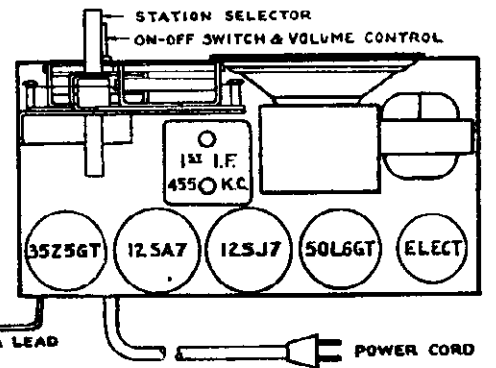 STATION SELECTOR
ON-OFF SWITCH & VOLUME CONTROL
1ST I.F.
455 K.C.
35Z5GT 12SA7 12SJ7 50L6GT ELECT
LEAD
POWER CORD